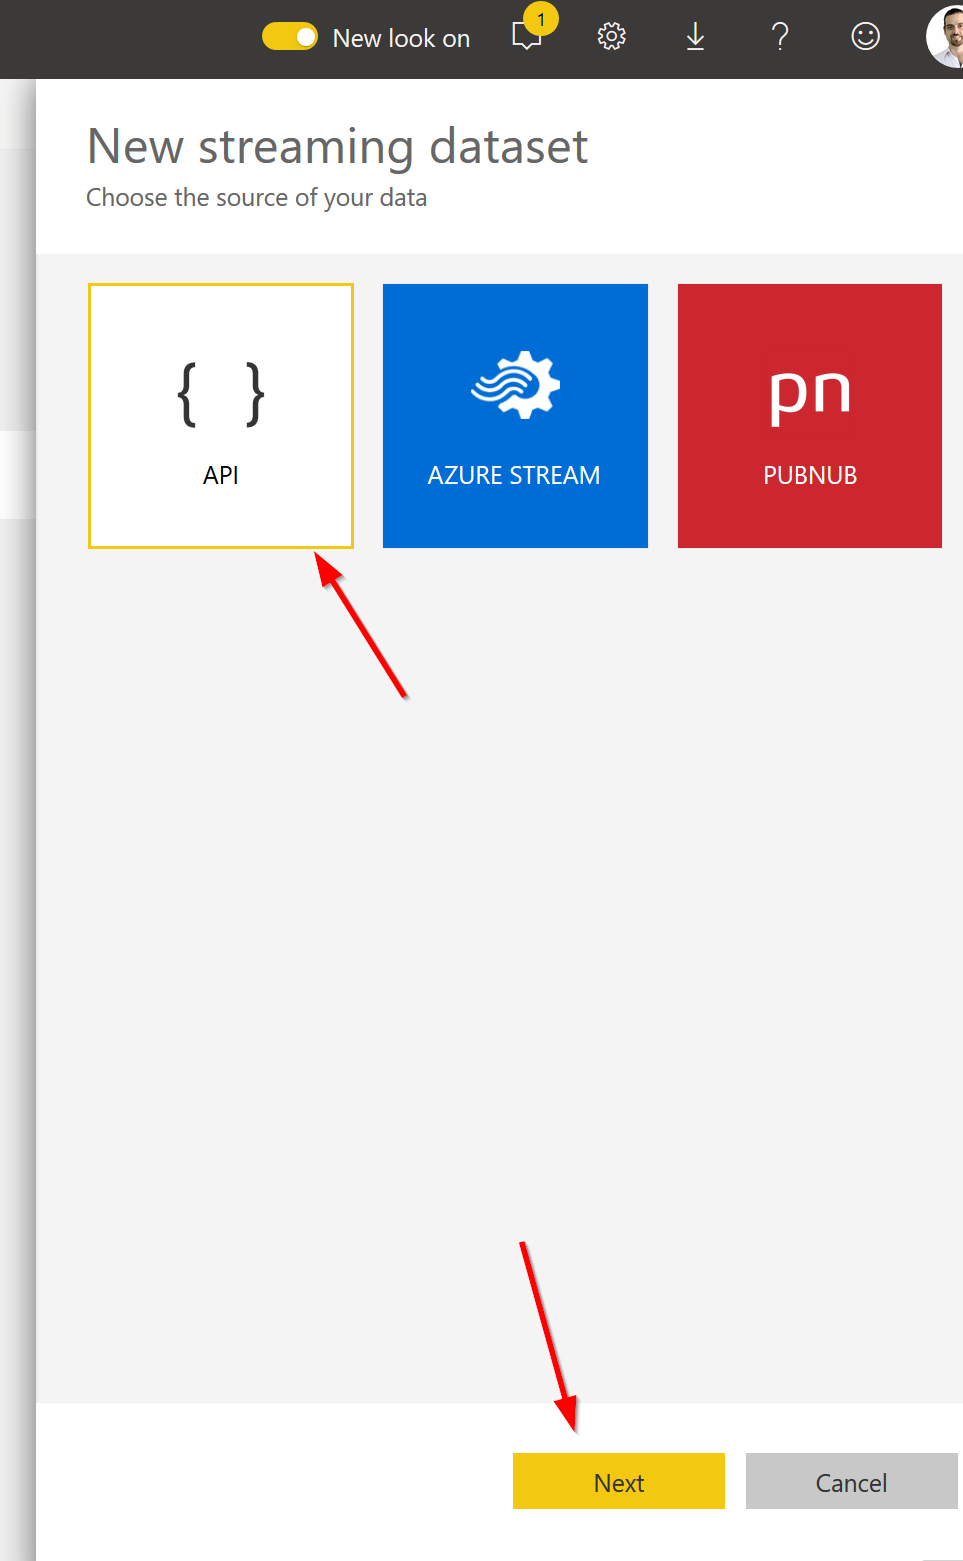 New look on
1
New streaming dataset
Choose the source of your data
{ }
API
AZURE STREAM
pn
PUBNUB
Next
Cancel